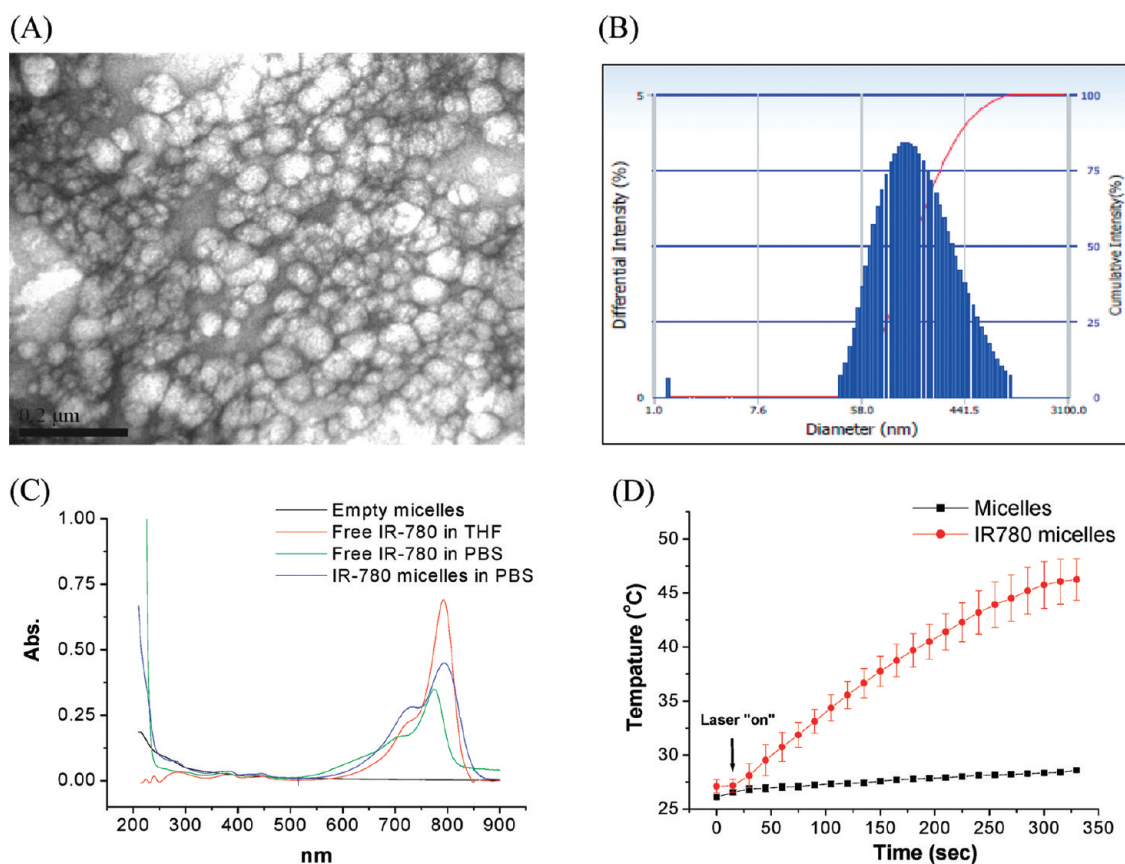 (A)
0.2 μm
(B)
Differential Intensity (%)
5
0
100
75
50
25
0
Cumulative Intensity(%)
1.0 7.6 58.0 441.5 3100.0
Diameter (nm)
(C)
Empty micelles
Free IR-780 in THF
Free IR-780 in PBS
IR-780 micelles in PBS
Abs.
1.00
0.75
0.50
0.25
0.00
200 300 400 500 600 700 800 900
nm
(D)
Micelles
IR780 micelles
Tempature (°C)
50
45
40
35
30
25
Laser "on"
0 50 100 150 200 250 300 350
Time (sec)